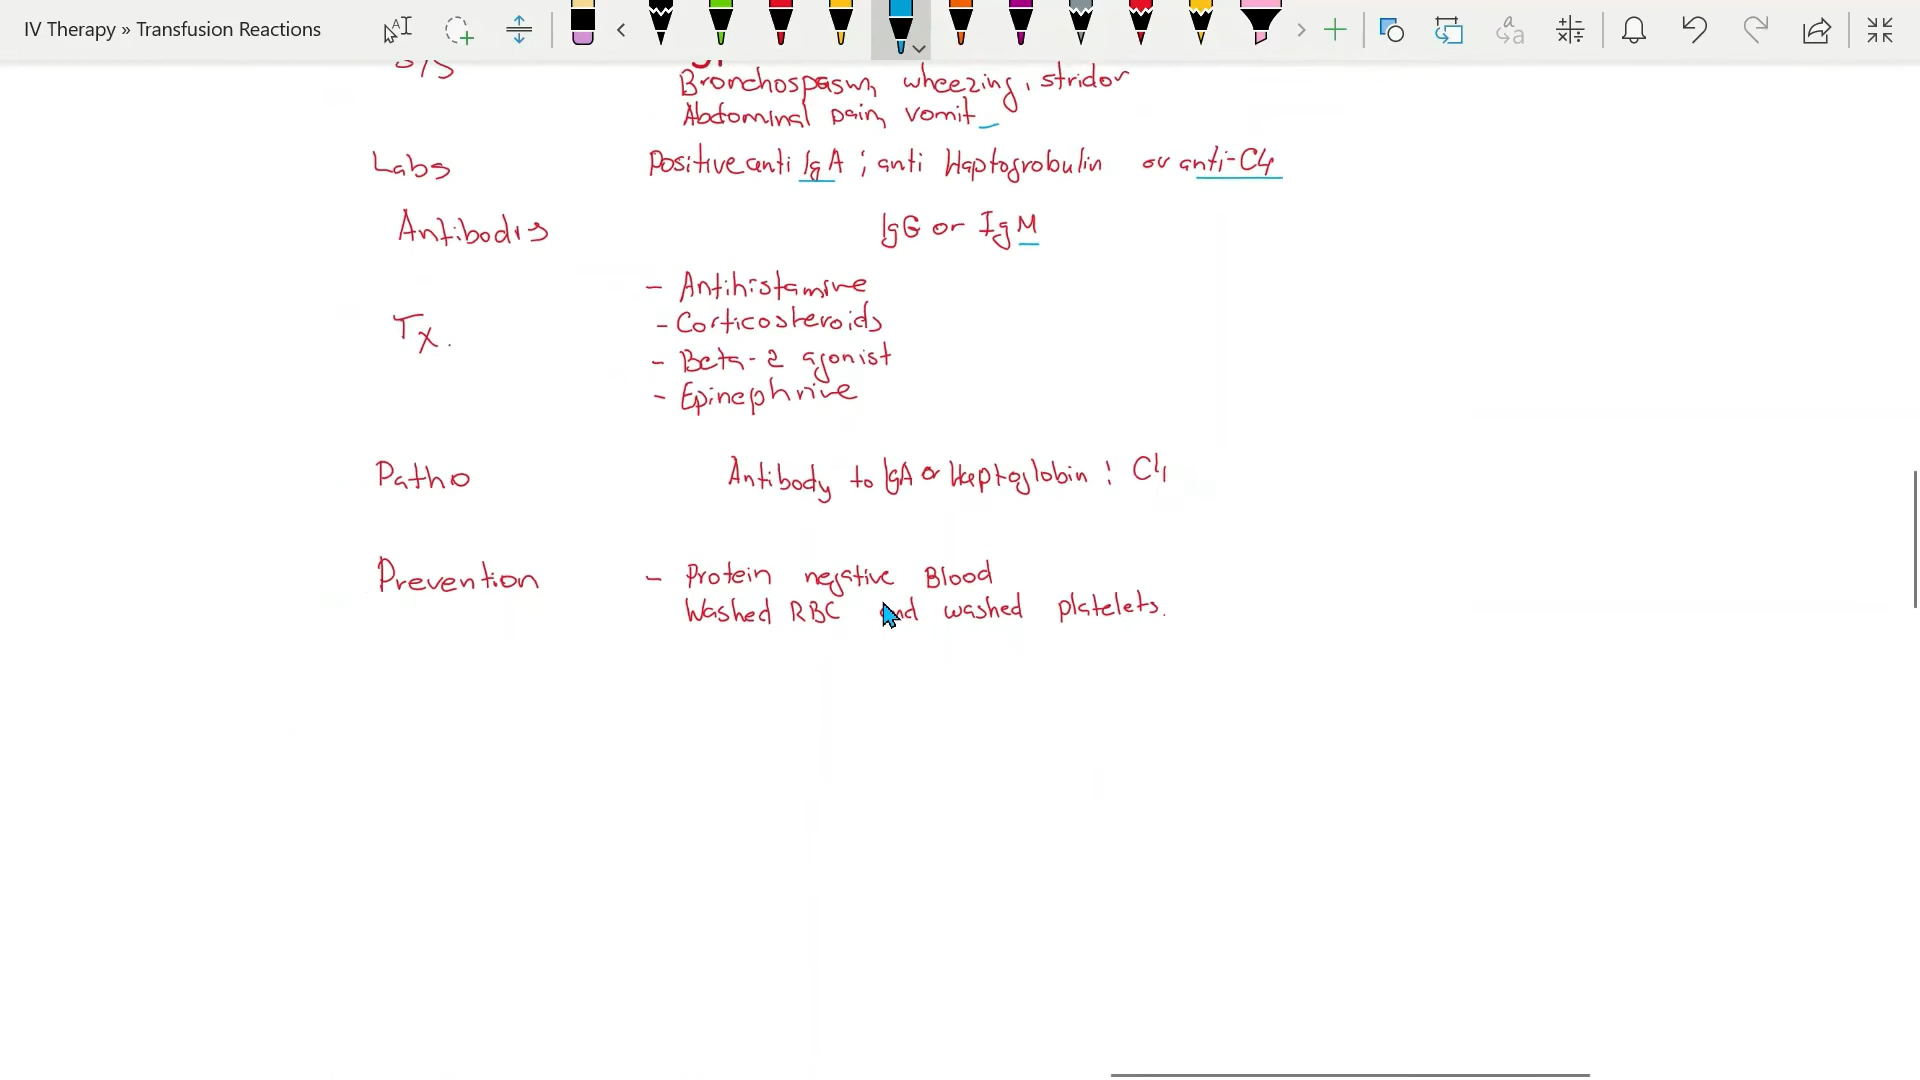 IV Therapy » Transfusion Reactions
S/S
Bronchospasm, wheezing, stridor
Abdominal pain, vomit
Labs Positive anti IgA ; anti Haptogrobulin or anti-C4
Antibodis IgG or IgM
- Antihistamine
Tx. - Corticosteroids
- Beta-2 agonist
- Epinephrine
Patho Antibody to IgA or Haptoglobin ! C4
Prevention - Protein negative Blood
Washed RBC and washed platelets.